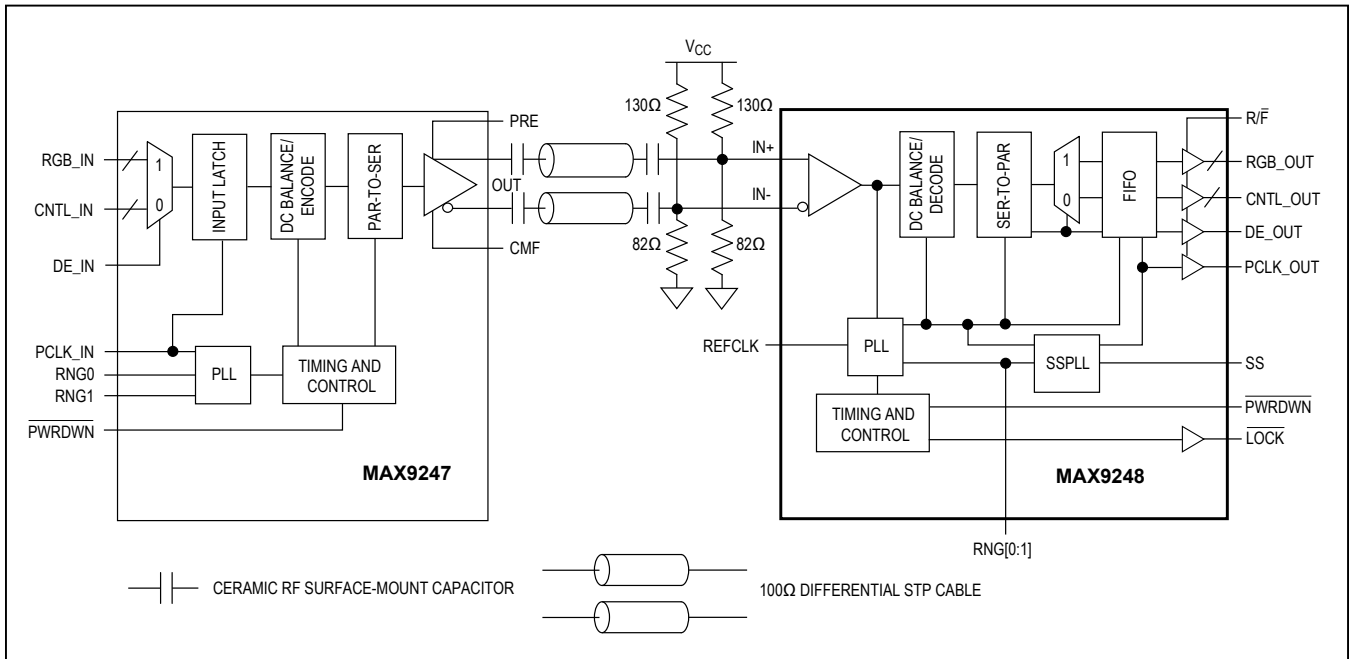 VCC
130Ω
130Ω
PRE
RGB_IN
1
CNTL_IN
0
INPUT LATCH
DC BALANCE/
ENCODE
PAR-TO-SER
OUT
CMF
DE_IN
PCLK_IN
RNG0
RNG1
PLL
TIMING AND
CONTROL
PWRDWN
MAX9247
IN+
IN-
82Ω
82Ω
DC BALANCE/
DECODE
SER-TO-PAR
1
0
FIFO
R/F
RGB_OUT
CNTL_OUT
DE_OUT
PCLK_OUT
REFCLK
PLL
SSPLL
SS
TIMING AND
CONTROL
PWRDWN
LOCK
MAX9248
RNG[0:1]
CERAMIC RF SURFACE-MOUNT CAPACITOR
100Ω DIFFERENTIAL STP CABLE